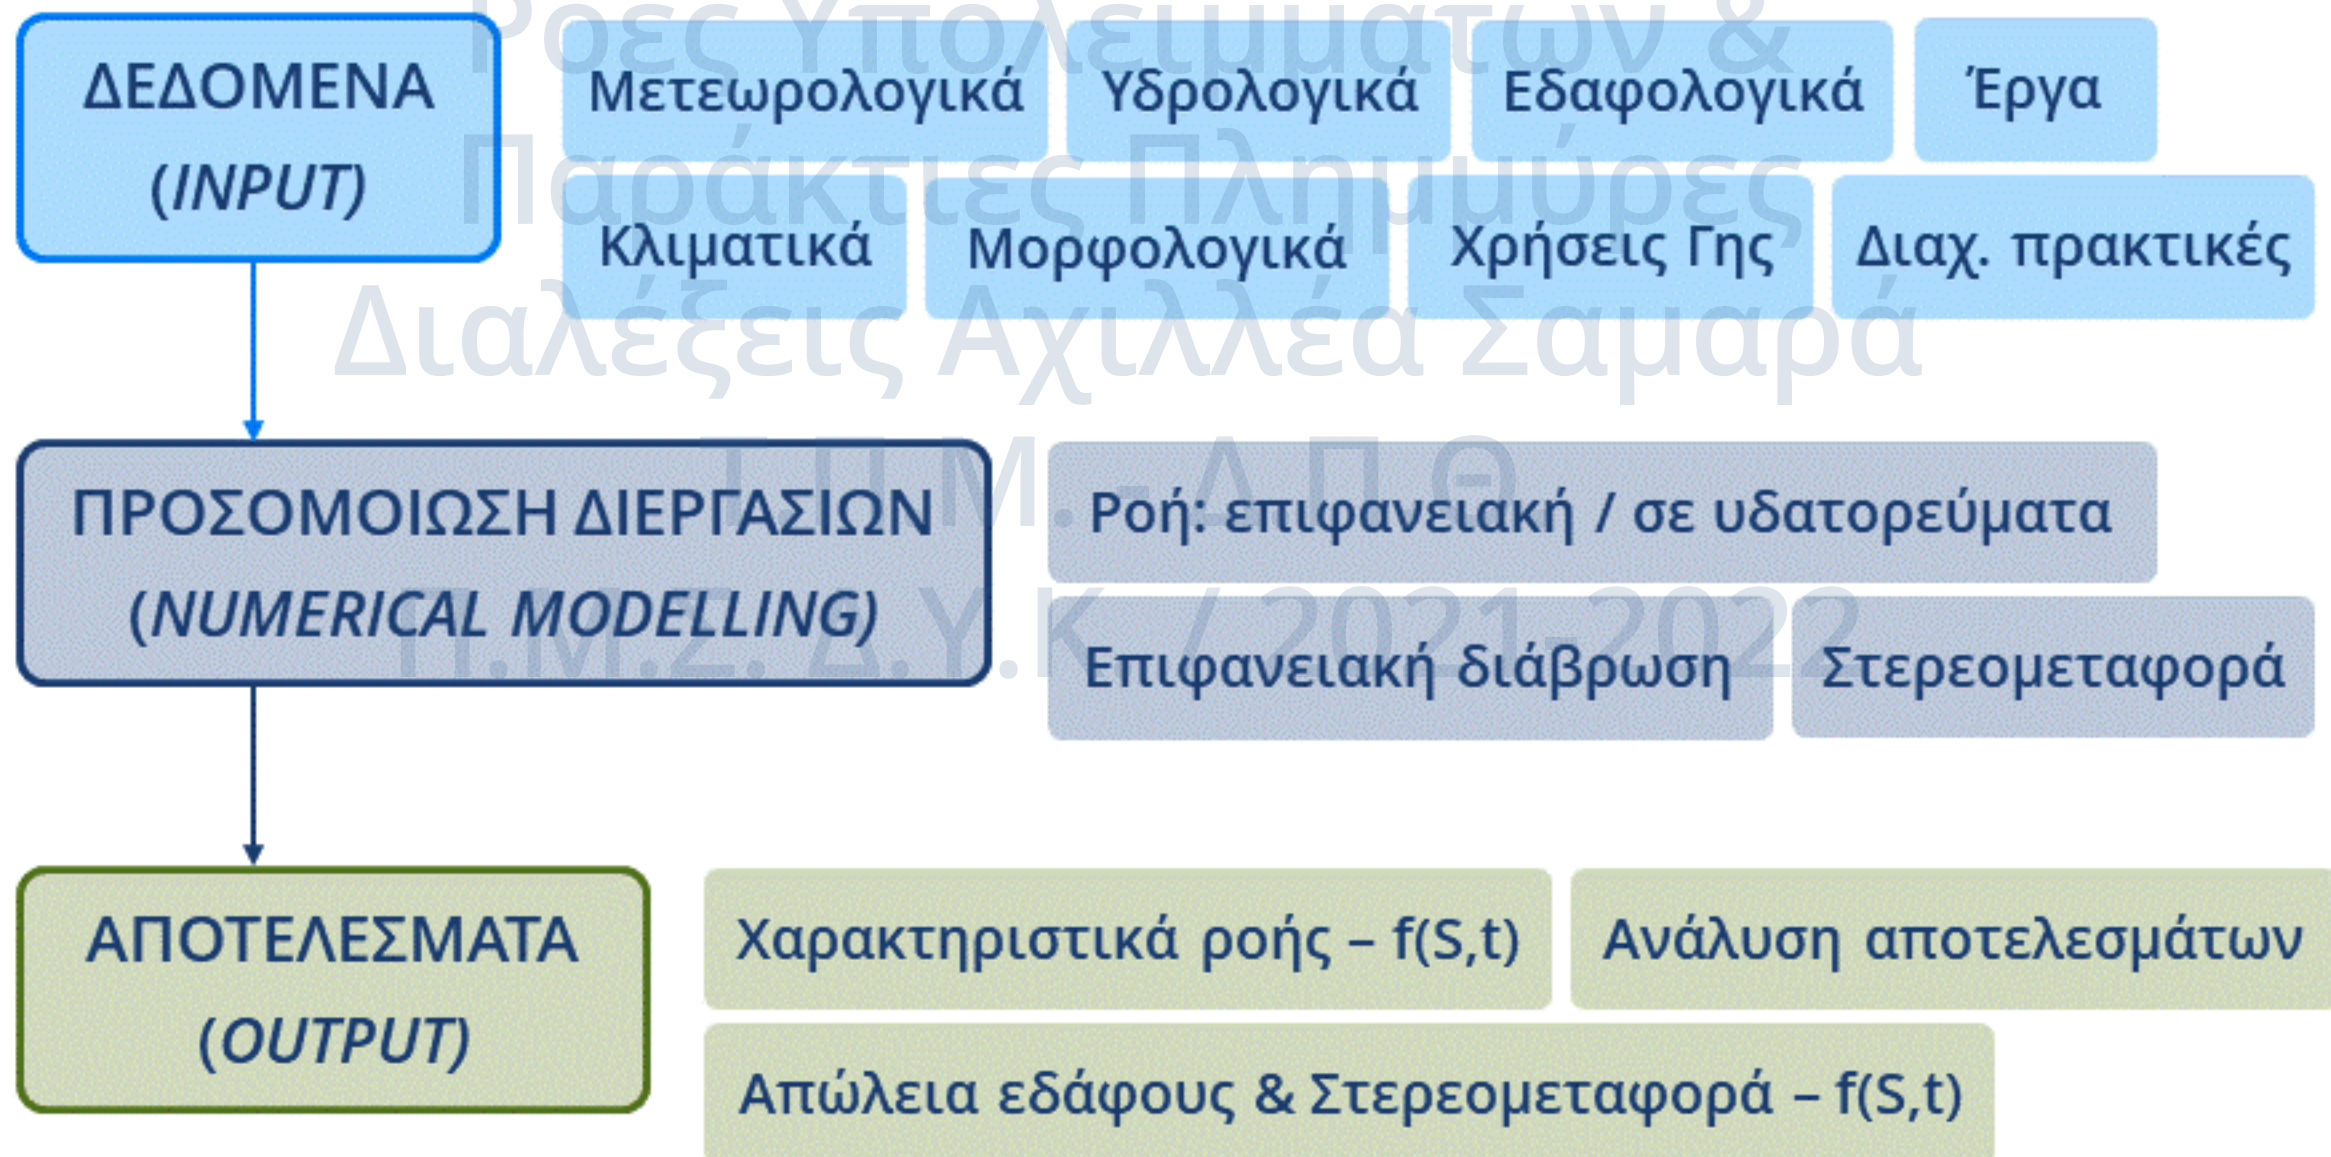 Ροές Υπολειμμάτων &
ΔΕΔΟΜΕΝΑ
(INPUT)
Μετεωρολογικά
Υδρολογικά
Εδαφολογικά
Έργα
Παράκτιες Πλημμύρες
Κλιματικά
Μορφολογικά
Χρήσεις Γης
Διαχ. πρακτικές
Διαλέξεις Αχιλλέα Σαμαρά
Τ.Π.Μ. - Α.Π.Θ.
ΠΡΟΣΟΜΟΙΩΣΗ ΔΙΕΡΓΑΣΙΩΝ
(NUMERICAL MODELLING)
Ροή: επιφανειακή / σε υδατορεύματα
Π.Μ.Σ. Δ.Υ.Κ. / 2021-2022
Επιφανειακή διάβρωση
Στερεομεταφορά
ΑΠΟΤΕΛΕΣΜΑΤΑ
(OUTPUT)
Χαρακτηριστικά ροής – f(S,t)
Ανάλυση αποτελεσμάτων
Απώλεια εδάφους & Στερεομεταφορά – f(S,t)